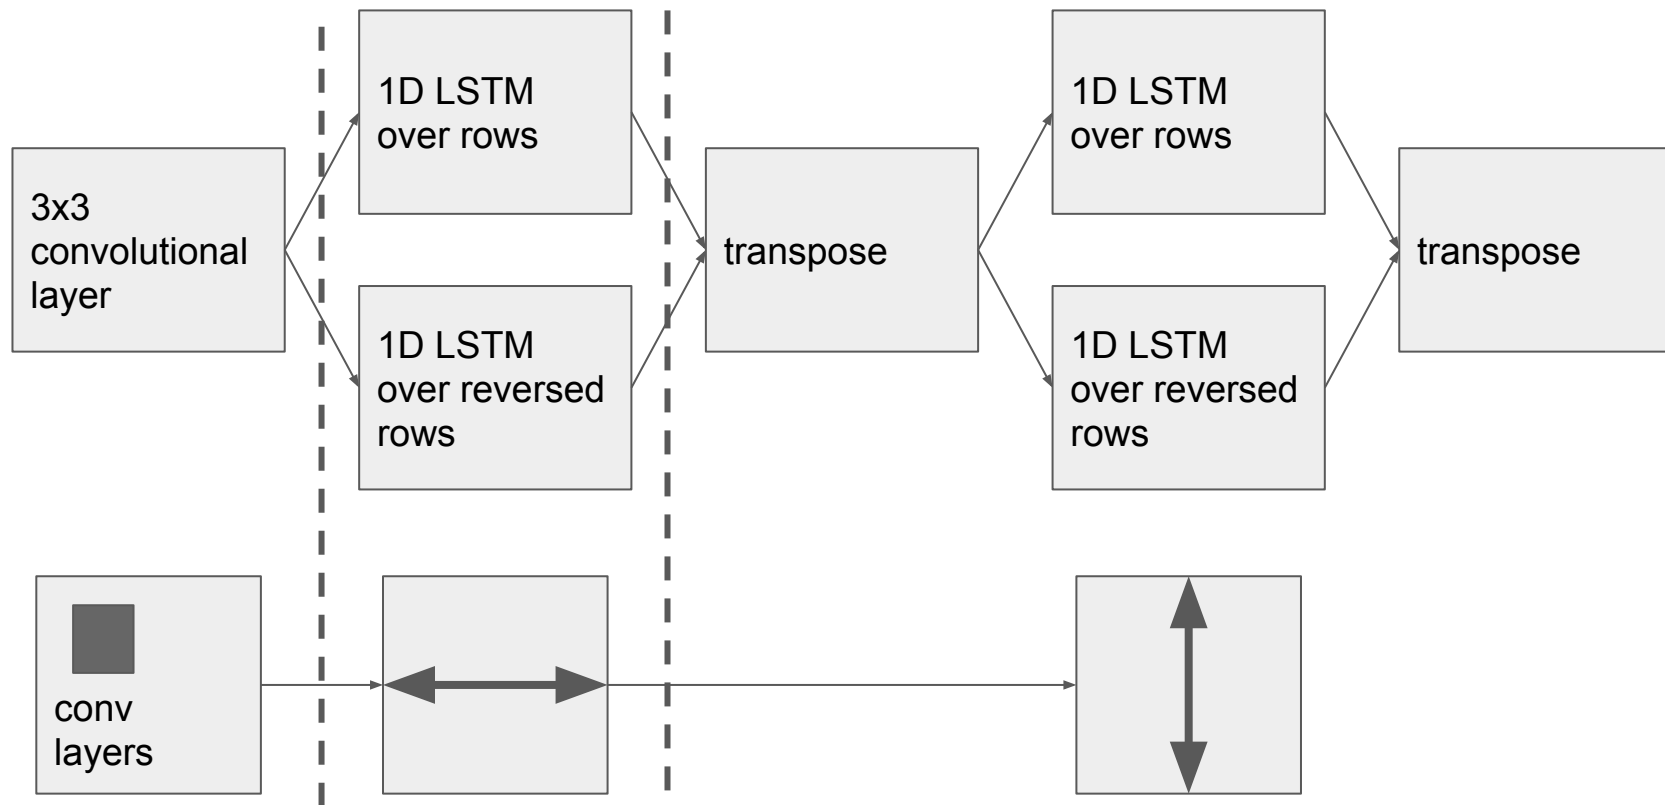 3x3
convolutional
layer
1D LSTM
over rows
1D LSTM
over reversed
rows
transpose
1D LSTM
over rows
1D LSTM
over reversed
rows
transpose
conv
layers